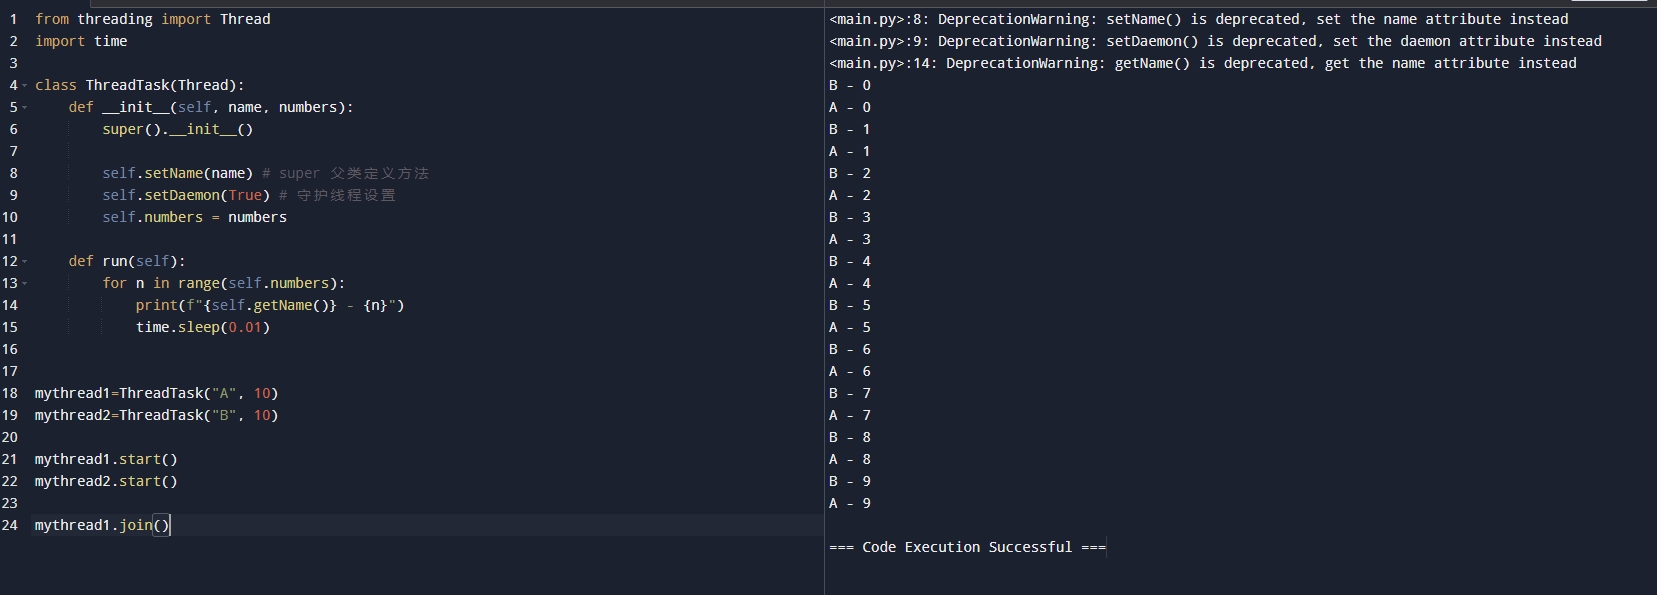 1 from threading import Thread
2 import time
3
4 class ThreadTask(Thread):
5     def __init__(self, name, numbers):
6         super().__init__()
7
8         self.setName(name) # super 父类定义方法
9         self.setDaemon(True) # 守护线程设置
10         self.numbers = numbers
11
12     def run(self):
13         for n in range(self.numbers):
14             print(f"{self.getName()} - {n}")
15             time.sleep(0.01)
16
17
18 mythread1=ThreadTask("A", 10)
19 mythread2=ThreadTask("B", 10)
20
21 mythread1.start()
22 mythread2.start()
23
24 mythread1.join()
<main.py>:8: DeprecationWarning: setName() is deprecated, set the name attribute instead
<main.py>:9: DeprecationWarning: setDaemon() is deprecated, set the daemon attribute instead
<main.py>:14: DeprecationWarning: getName() is deprecated, get the name attribute instead
B - 0
A - 0
B - 1
A - 1
B - 2
A - 2
B - 3
A - 3
B - 4
A - 4
B - 5
A - 5
B - 6
A - 6
B - 7
A - 7
B - 8
A - 8
B - 9
A - 9
=== Code Execution Successful ===